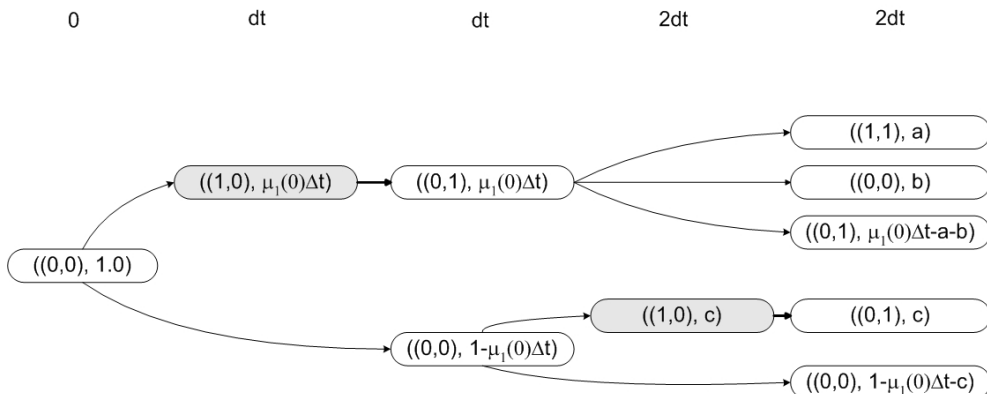 0 dt dt 2dt 2dt
((1,1), a)
((1,0), μ₁(0)Δt) ((0,1), μ₁(0)Δt) ((0,0), b)
((0,1), μ₁(0)Δt-a-b)
((0,0), 1.0)
((1,0), c) ((0,1), c)
((0,0), 1-μ₁(0)Δt)
((0,0), 1-μ₁(0)Δt-c)